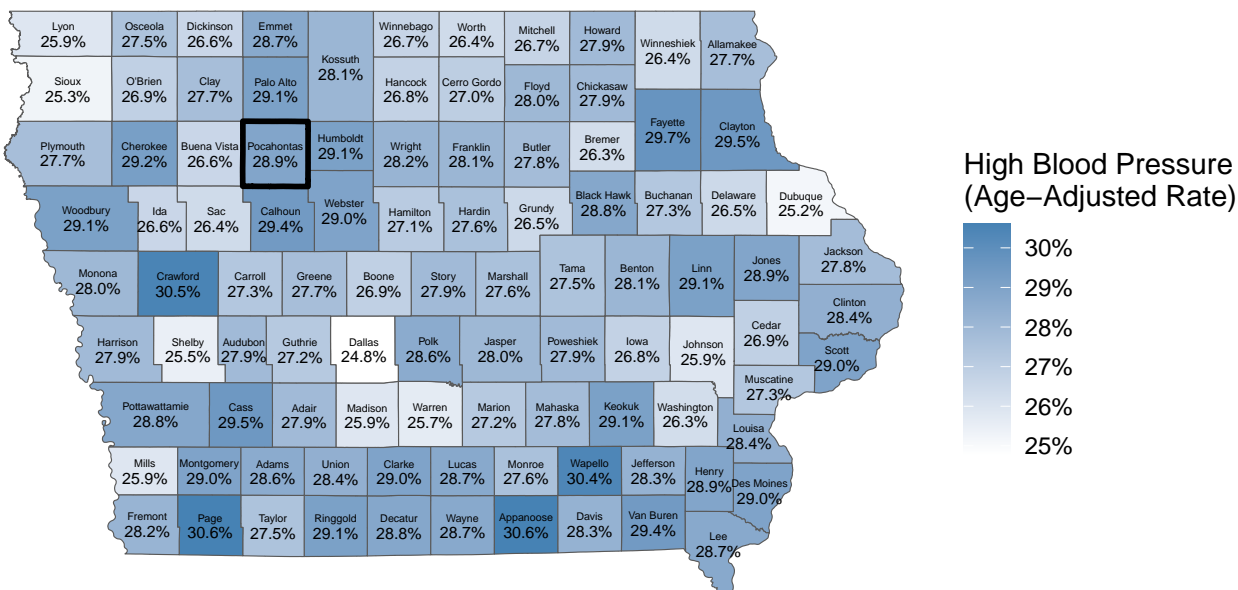 Lyon
25.9%
Osceola
27.5%
Dickinson
26.6%
Emmet
28.7%
Kossuth
28.1%
Winnebago
26.7%
Worth
26.4%
Mitchell
26.7%
Howard
27.9%
Winneshiek
26.4%
Allamakee
27.7%
Sioux
25.3%
O'Brien
26.9%
Clay
27.7%
Palo Alto
29.1%
Hancock
26.8%
Cerro Gordo
27.0%
Floyd
28.0%
Chickasaw
27.9%
Fayette
29.7%
Clayton
29.5%
Plymouth
27.7%
Cherokee
29.2%
Buena Vista
26.6%
Pocahontas
28.9%
Humboldt
29.1%
Wright
28.2%
Franklin
28.1%
Butler
27.8%
Bremer
26.3%
Woodbury
29.1%
Ida
26.6%
Sac
26.4%
Calhoun
29.4%
Webster
29.0%
Hamilton
27.1%
Hardin
27.6%
Grundy
26.5%
Black Hawk
28.8%
Buchanan
27.3%
Delaware
26.5%
Dubuque
25.2%
Monona
28.0%
Crawford
30.5%
Carroll
27.3%
Greene
27.7%
Boone
26.9%
Story
27.9%
Marshall
27.6%
Tama
27.5%
Benton
28.1%
Linn
29.1%
Jones
28.9%
Jackson
27.8%
Clinton
28.4%
Harrison
27.9%
Shelby
25.5%
Audubon
27.9%
Guthrie
27.2%
Dallas
24.8%
Polk
28.6%
Jasper
28.0%
Poweshiek
27.9%
Iowa
26.8%
Johnson
25.9%
Cedar
26.9%
Scott
29.0%
Muscatine
27.3%
Pottawattamie
28.8%
Cass
29.5%
Adair
27.9%
Madison
25.9%
Warren
25.7%
Marion
27.2%
Mahaska
27.8%
Keokuk
29.1%
Washington
26.3%
Louisa
28.4%
Mills
25.9%
Montgomery
29.0%
Adams
28.6%
Union
28.4%
Clarke
29.0%
Lucas
28.7%
Monroe
27.6%
Wapello
30.4%
Jefferson
28.3%
Henry
28.9%
Des Moines
29.0%
Fremont
28.2%
Page
30.6%
Taylor
27.5%
Ringgold
29.1%
Decatur
28.8%
Wayne
28.7%
Appanoose
30.6%
Davis
28.3%
Van Buren
29.4%
Lee
28.7%
High Blood Pressure
(Age−Adjusted Rate)
30%
29%
28%
27%
26%
25%